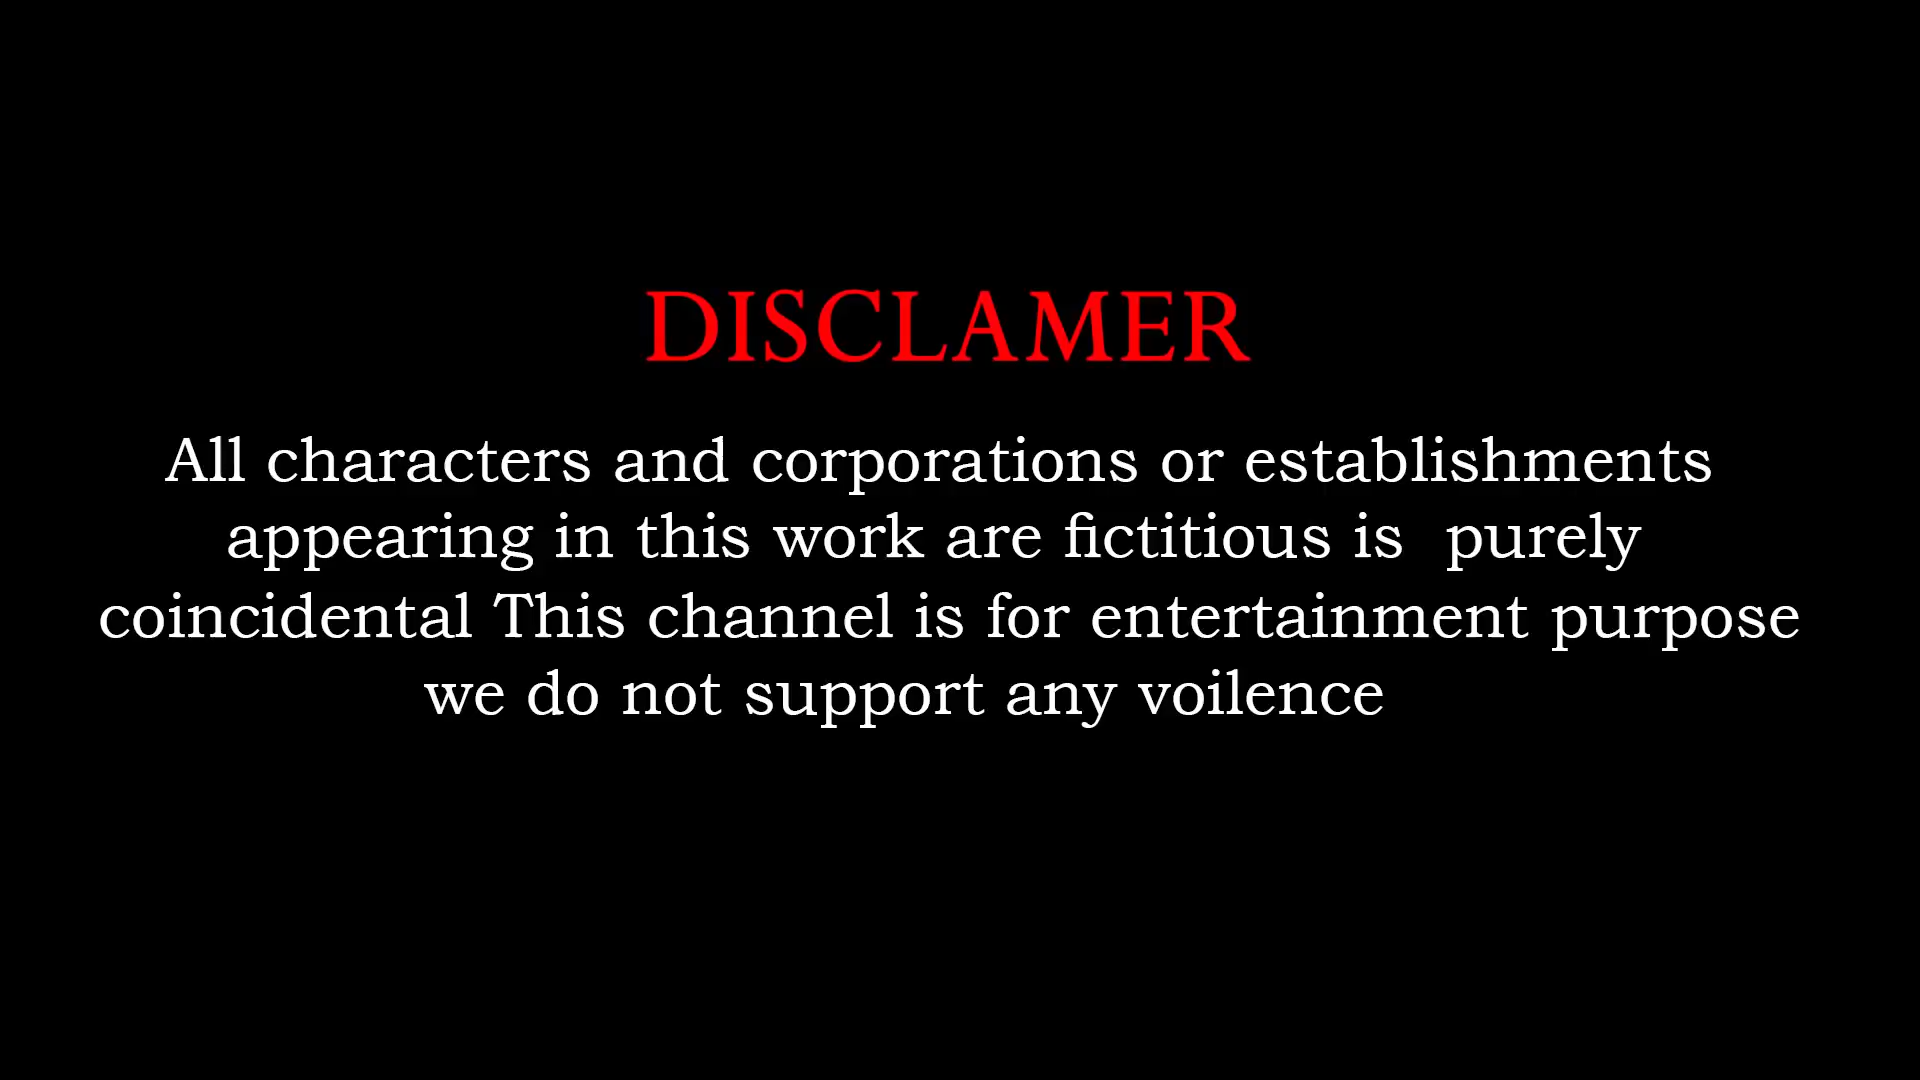 DISCLAMER
All characters and corporations or establishments
appearing in this work are fictitious is  purely
coincidental This channel is for entertainment purpose
we do not support any voilence